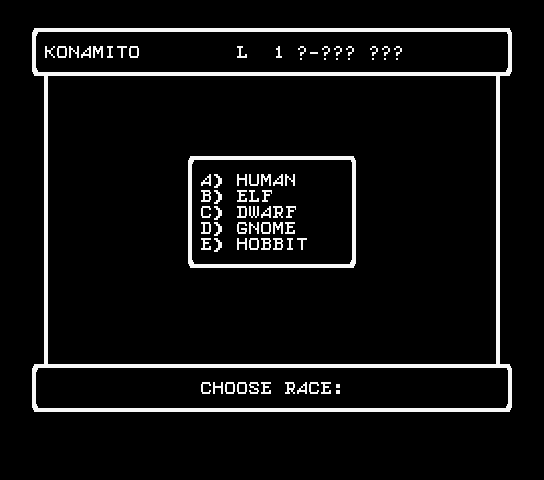 KONAMITO L 1 ?-??? ???
A) HUMAN
B) ELF
C) DWARF
D) GNOME
E) HOBBIT
CHOOSE RACE: